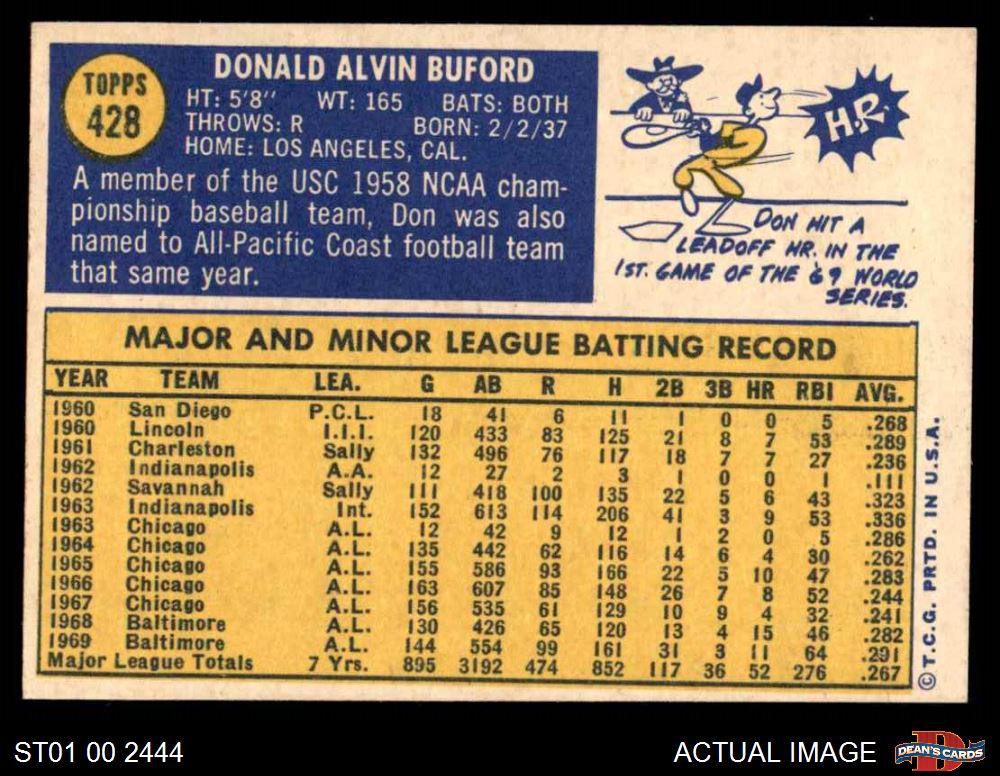 TOPPS
428
DONALD ALVIN BUFORD
HT: 5'8" WT: 165 BATS: BOTH
THROWS: R BORN: 2/2/37
HOME: LOS ANGELES, CAL.
A member of the USC 1958 NCAA cham-
pionship baseball team, Don was also
named to All-Pacific Coast football team
that same year.
H.R.
DON HIT A
LEADOFF HR. IN THE
1ST. GAME OF THE '69 WORLD
SERIES.
MAJOR AND MINOR LEAGUE BATTING RECORD
YEAR TEAM LEA. G AB R H 2B 3B HR RBI AVG.
1960 San Diego P.C.L. 18 41 6 11 1 0 0 5 .268
1960 Lincoln I.I.I. 120 433 83 125 21 8 7 53 .289
1961 Charleston Sally 132 496 76 117 18 7 7 27 .236
1962 Indianapolis A.A. 12 27 2 3 1 0 0 1 .111
1962 Savannah Sally 111 418 100 135 22 5 6 43 .323
1963 Indianapolis Int. 152 613 114 206 41 3 9 53 .336
1963 Chicago A.L. 12 42 9 12 1 2 0 5 .286
1964 Chicago A.L. 135 442 62 116 14 6 4 30 .262
1965 Chicago A.L. 155 586 93 166 22 5 10 47 .283
1966 Chicago A.L. 163 607 85 148 26 7 8 52 .244
1967 Chicago A.L. 156 535 61 129 10 9 4 32 .241
1968 Baltimore A.L. 130 426 65 120 13 4 15 46 .282
1969 Baltimore A.L. 144 554 99 161 31 3 11 64 .291
Major League Totals 7 Yrs. 895 3192 474 852 117 36 52 276 .267
©T.C.G. PRTD. IN U.S.A.
ST01 00 2444
ACTUAL IMAGE
DEAN'S CARDS